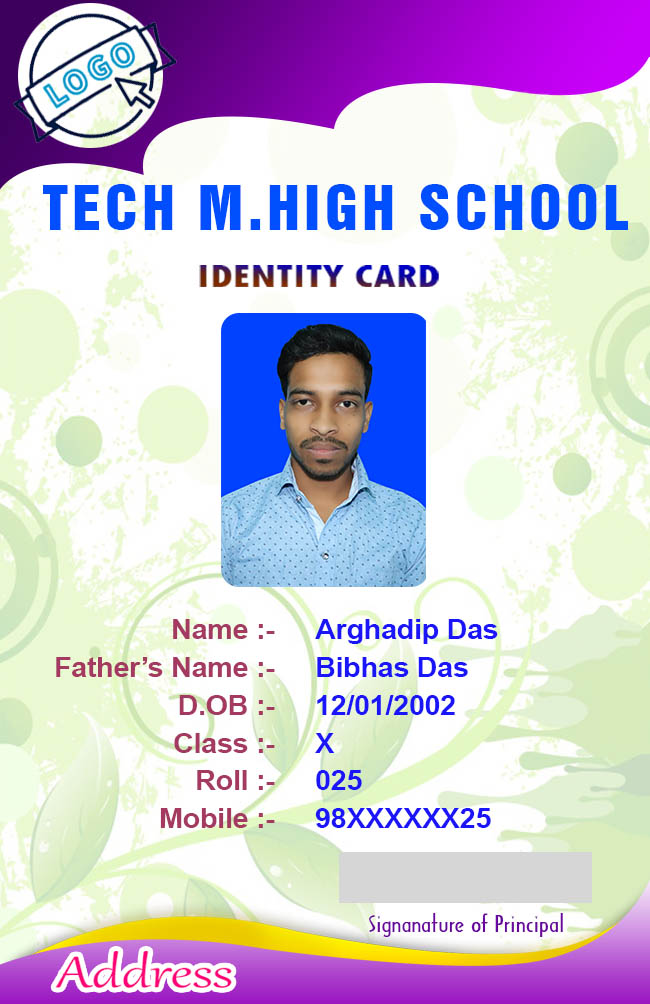 LOGO
TECH M.HIGH SCHOOL
IDENTITY CARD
Name :- Arghadip Das
Father’s Name :- Bibhas Das
D.OB :- 12/01/2002
Class :- X
Roll :- 025
Mobile :- 98XXXXXX25
Signanature of Principal
Address